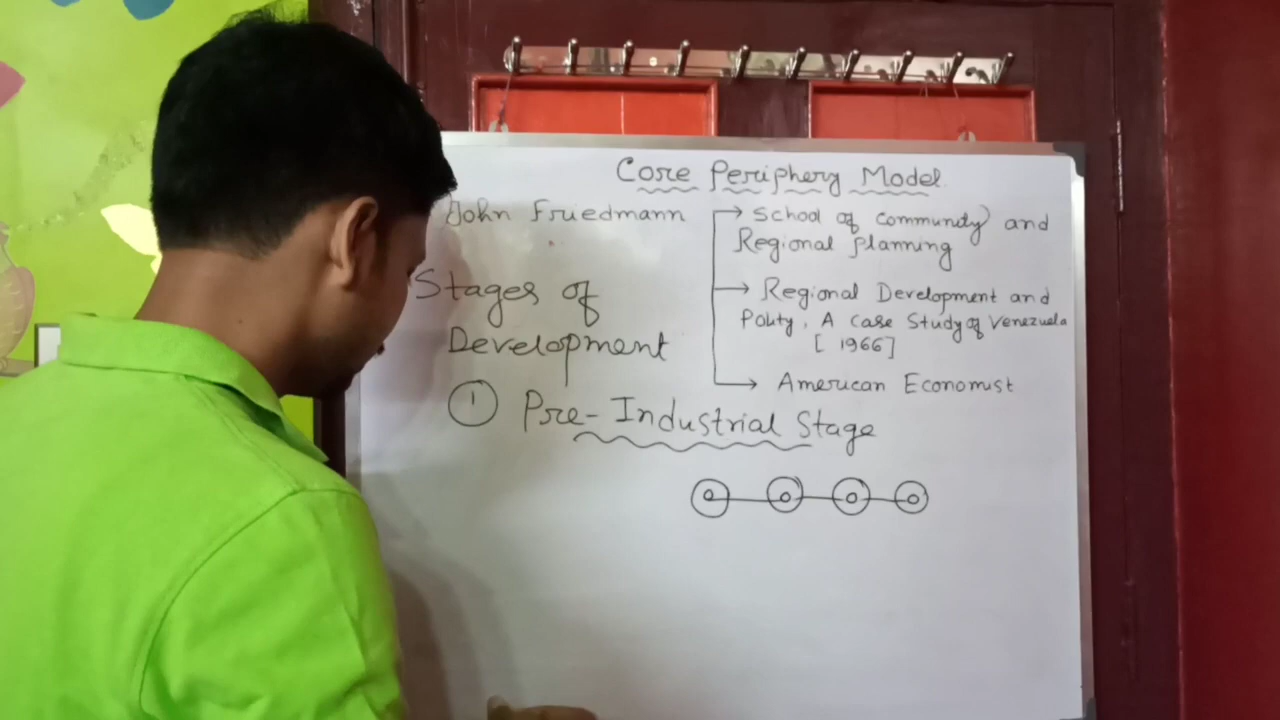 Core Periphery Model
John Friedmann
→ School of Community and
Regional planning
→ Regional Development and
Polity, A Case Study of Venezuela
[1966]
→ American Economist
Stages of
Development
① Pre-Industrial Stage